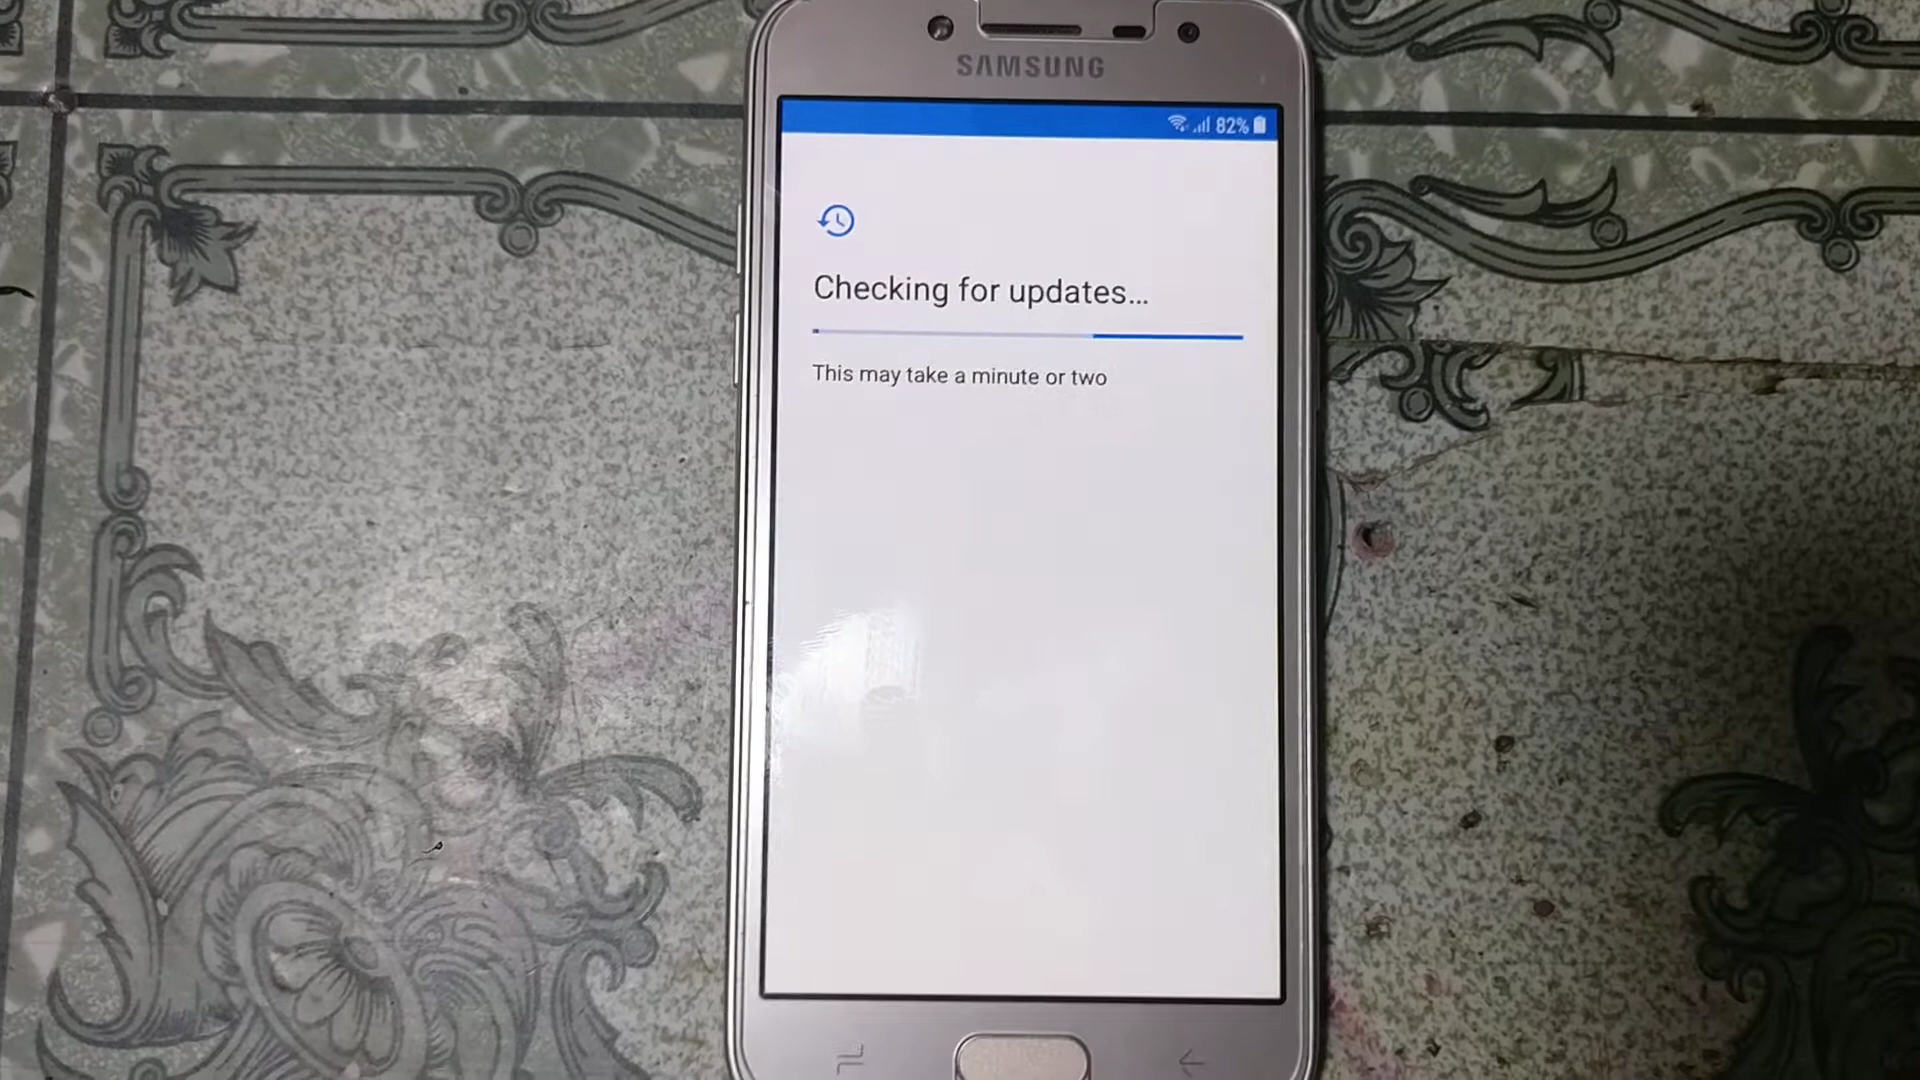 SAMSUNG
82%
Checking for updates...
This may take a minute or two